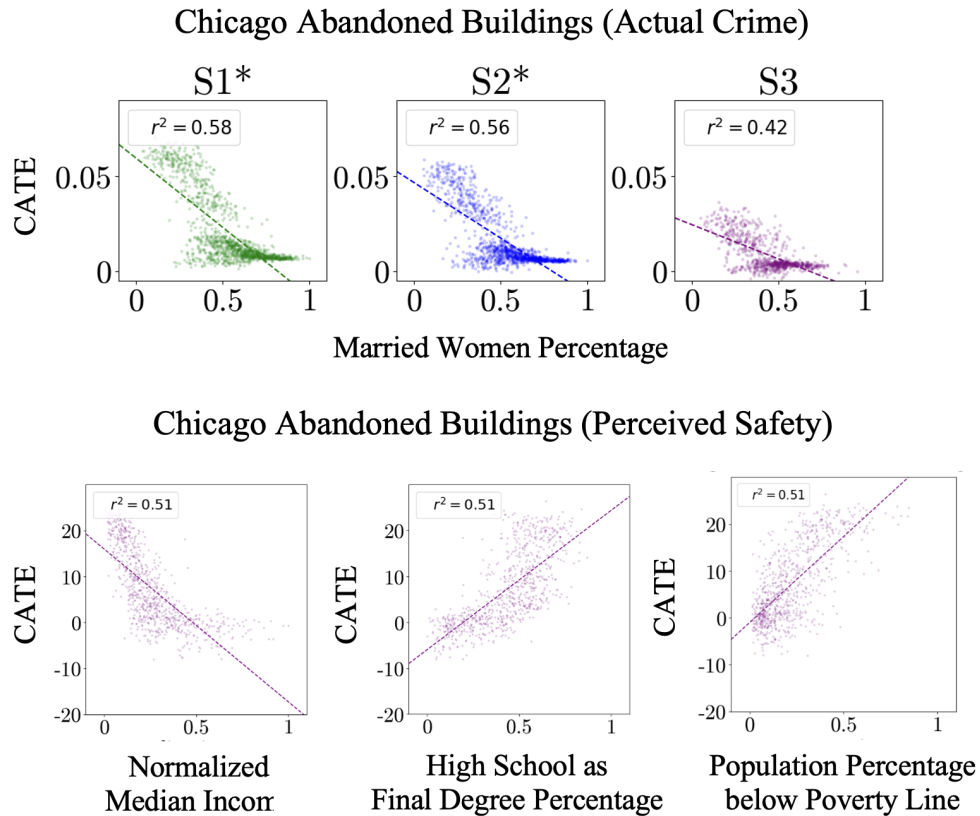 Chicago Abandoned Buildings (Actual Crime)
S1* S2* S3
r² = 0.58 r² = 0.56 r² = 0.42
CATE
0.05 0.05 0.05
0 0 0
0 0.5 1 0 0.5 1 0 0.5 1
Married Women Percentage
Chicago Abandoned Buildings (Perceived Safety)
r² = 0.51 r² = 0.51 r² = 0.51
20 20 20
10 10 10
CATE CATE CATE
0 0 0
-10 -10 -10
-20 -20 -20
0 0.5 1 0 0.5 1 0 0.5 1
Normalized High School as Population Percentage
Median Incom Final Degree Percentage below Poverty Line